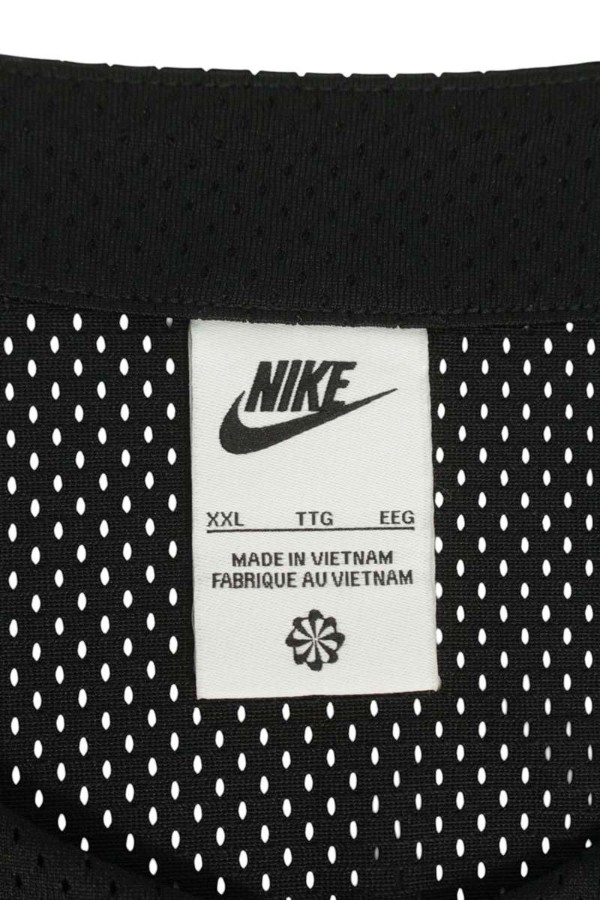 NIKE
XXL TTG EEG
MADE IN VIETNAM
FABRIQUE AU VIETNAM